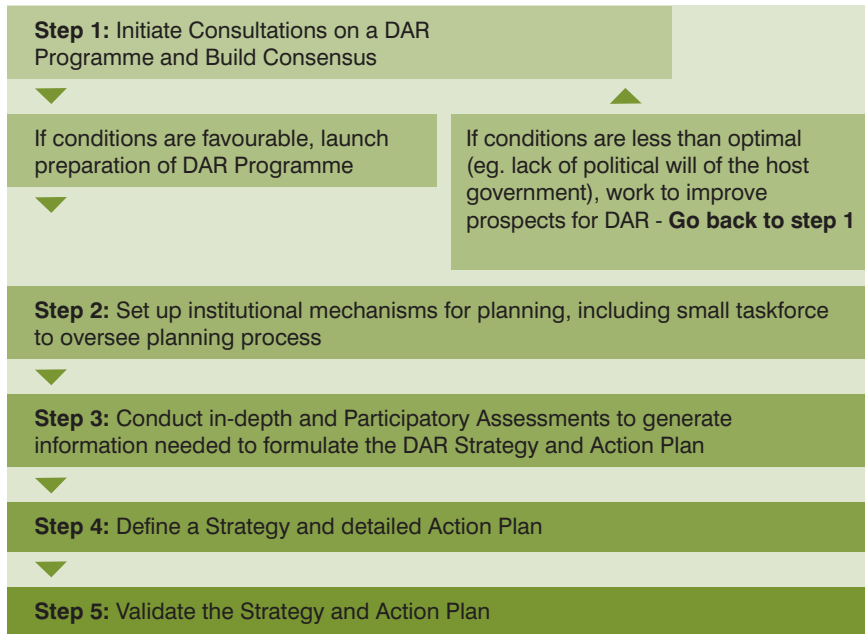 Step 1: Initiate Consultations on a DAR
Programme and Build Consensus
If conditions are favourable, launch
preparation of DAR Programme
If conditions are less than optimal
(eg. lack of political will of the host
government), work to improve
prospects for DAR - Go back to step 1
Step 2: Set up institutional mechanisms for planning, including small taskforce
to oversee planning process
Step 3: Conduct in-depth and Participatory Assessments to generate
information needed to formulate the DAR Strategy and Action Plan
Step 4: Define a Strategy and detailed Action Plan
Step 5: Validate the Strategy and Action Plan